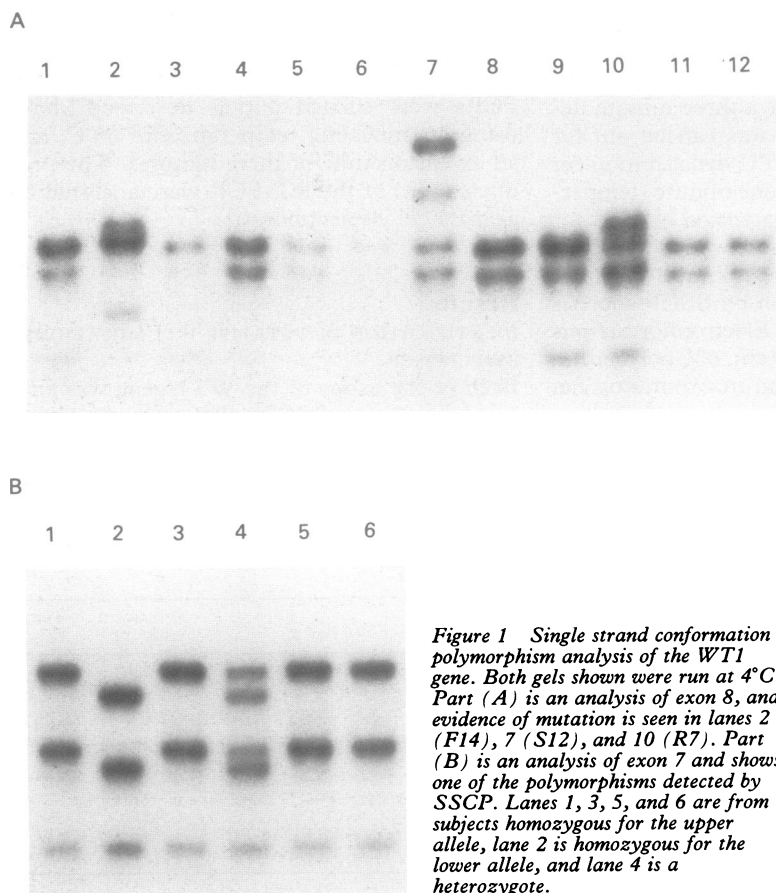 A
1 2 3 4 5 6 7 8 9 10 11 12
B
1 2 3 4 5 6
Figure 1 Single strand conformation
polymorphism analysis of the WT1
gene. Both gels shown were run at 4°C
Part (A) is an analysis of exon 8, and
evidence of mutation is seen in lanes 2
(F14), 7 (S12), and 10 (R7). Part
(B) is an analysis of exon 7 and shows
one of the polymorphisms detected by
SSCP. Lanes 1, 3, 5, and 6 are from
subjects homozygous for the upper
allele, lane 2 is homozygous for the
lower allele, and lane 4 is a
heterozygote.